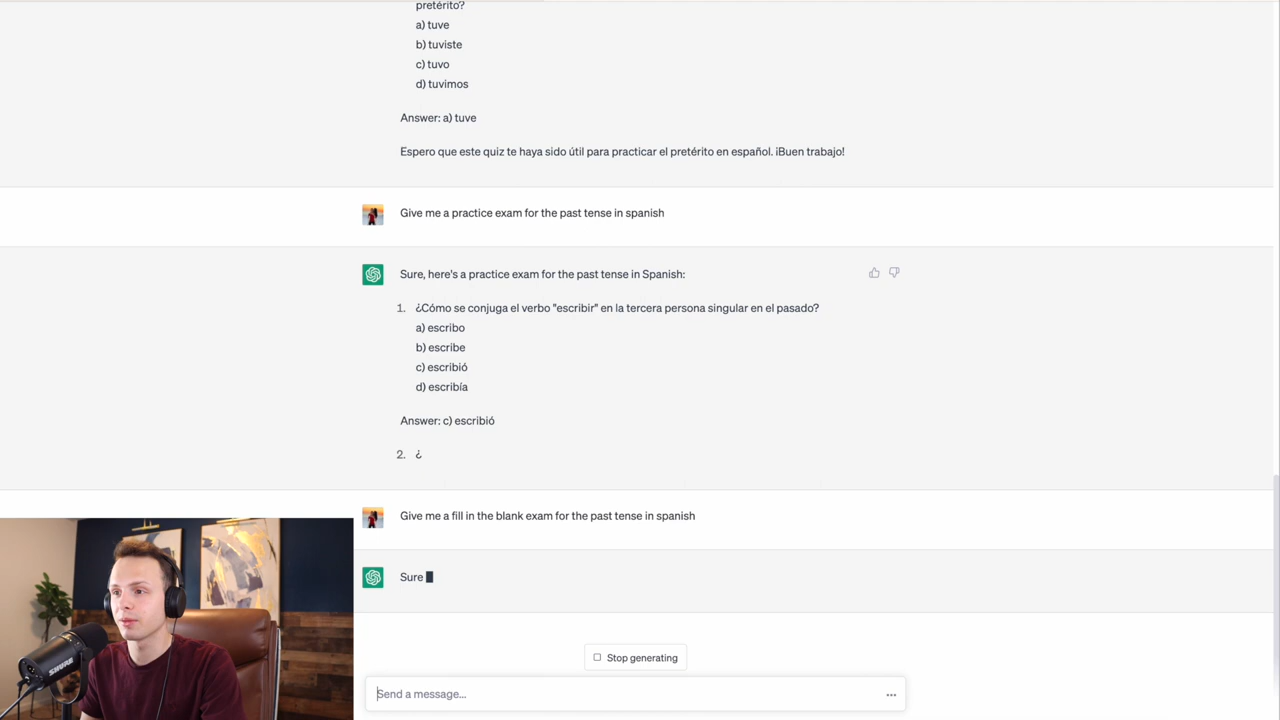 pretérito?
a) tuve
b) tuviste
c) tuvo
d) tuvimos
Answer: a) tuve
Espero que este quiz te haya sido útil para practicar el pretérito en español. ¡Buen trabajo!
Give me a practice exam for the past tense in spanish
Sure, here's a practice exam for the past tense in Spanish:
1. ¿Cómo se conjuga el verbo "escribir" en la tercera persona singular en el pasado?
a) escribo
b) escribe
c) escribió
d) escribía
Answer: c) escribió
2. ¿
Give me a fill in the blank exam for the past tense in spanish
Sure
Stop generating
Send a message...
SHURE